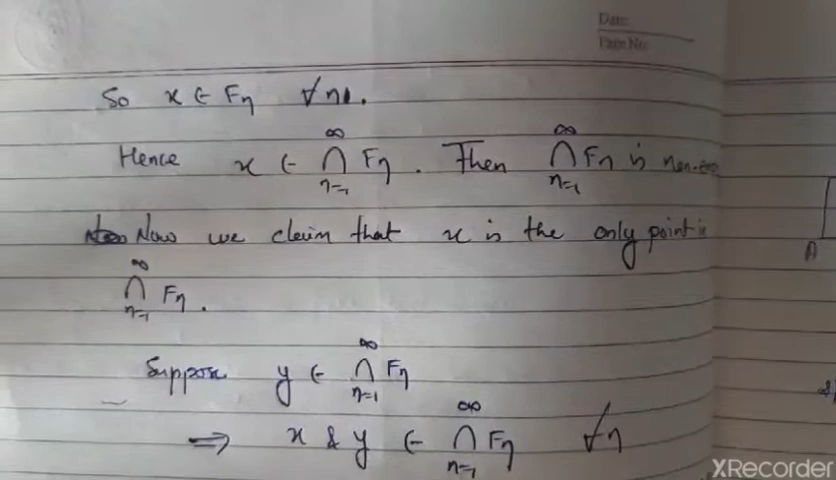 Date
Page No.
So x ∈ Fn ∀ n.
Hence x ∈ ∞⋂n=1 Fn . Then ∞⋂n=1 Fn is non-
Now we claim that x is the only point in
∞⋂n=1 Fn .
Suppose y ∈ ∞⋂n=1 Fn
⇒ x & y ∈ ∞⋂n=1 Fn ∀ n
A
XRecorder